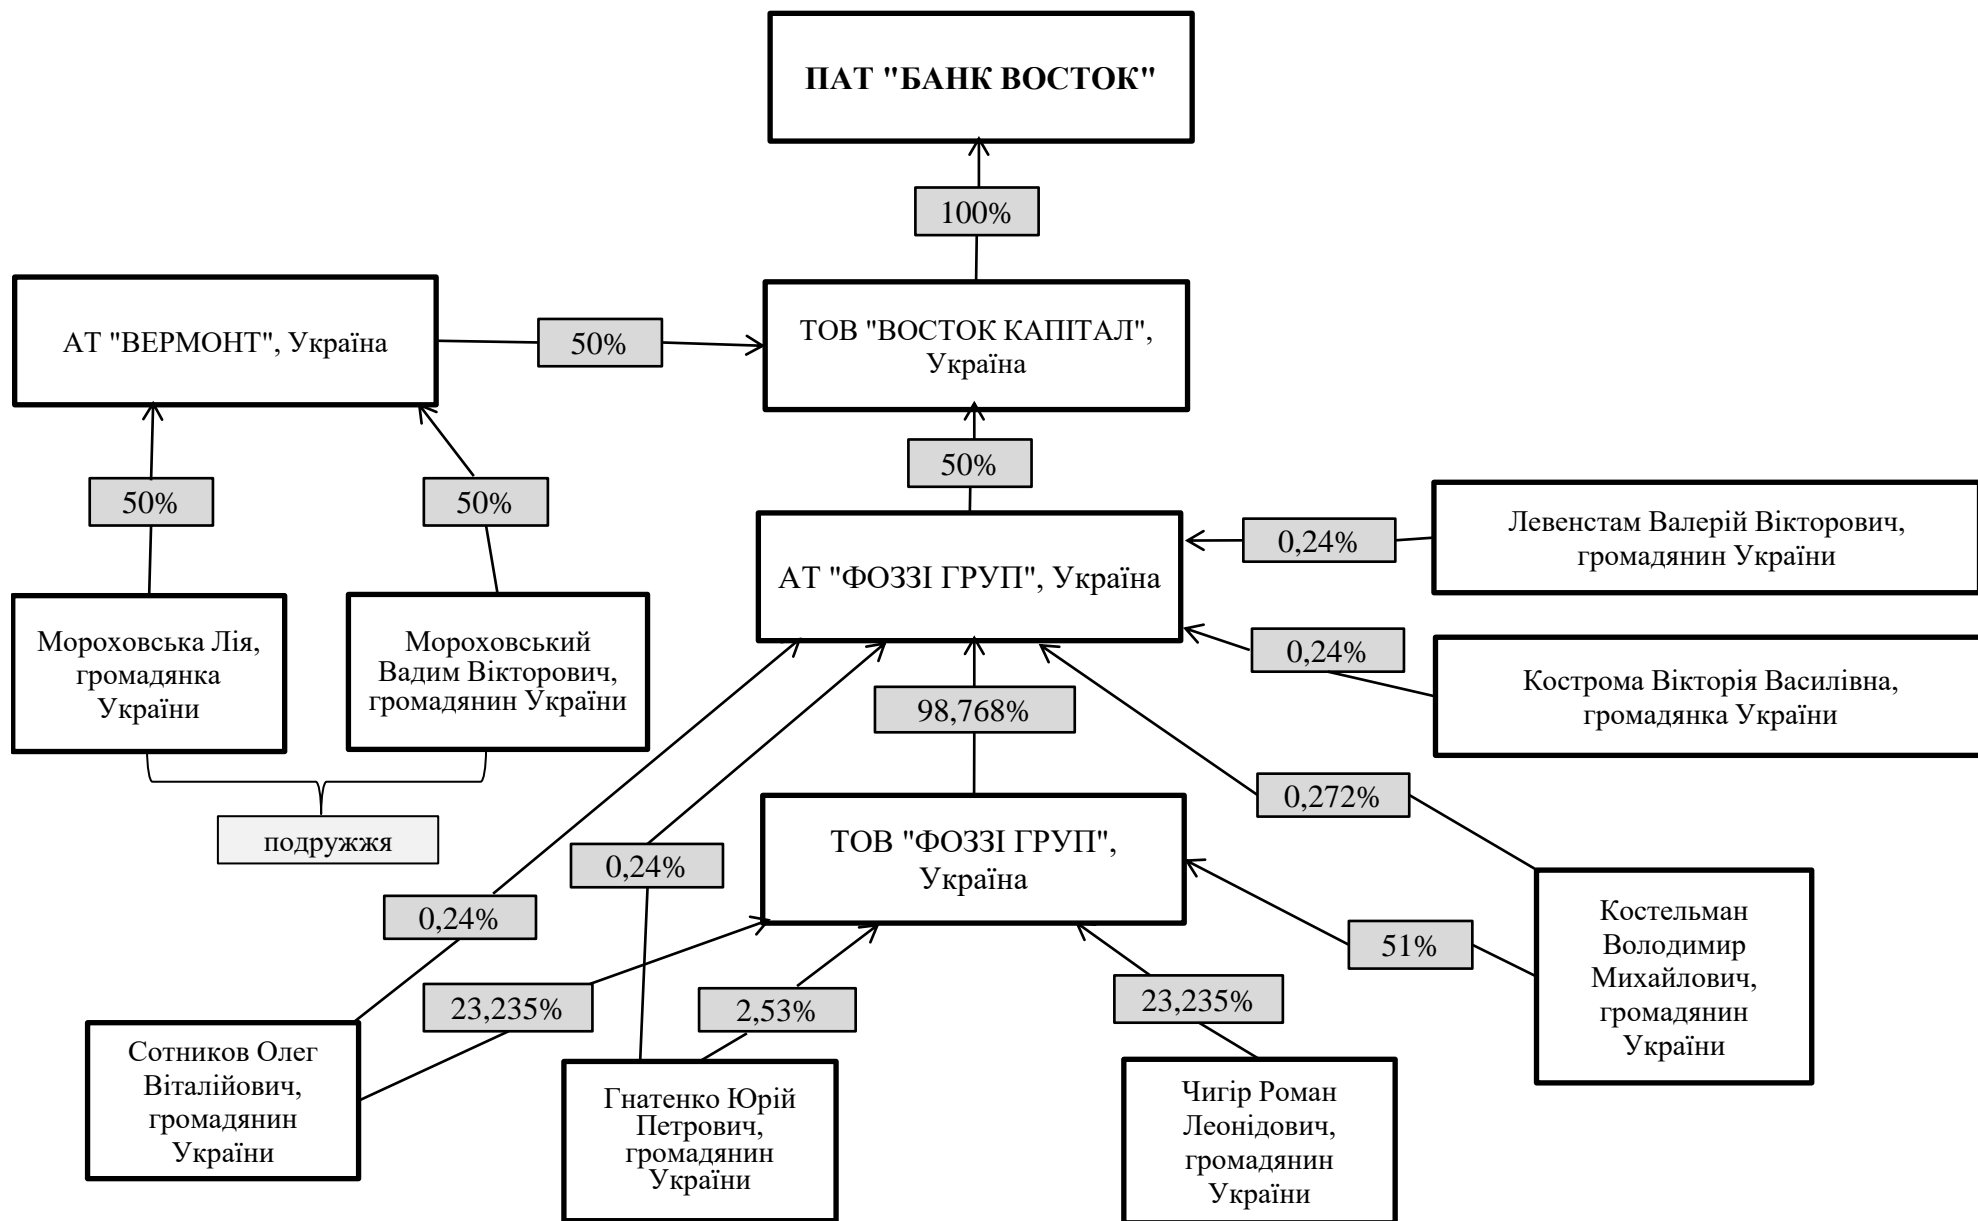 ПАТ "БАНК ВОСТОК"
100%
АТ "ВЕРМОНТ", Україна
50%
ТОВ "ВОСТОК КАПІТАЛ",
Україна
50%
50%
50%
АТ "ФОЗЗІ ГРУП", Україна
0,24%
Левенстам Валерій Вікторович,
громадянин України
Мороховська Лія,
громадянка
України
Мороховський
Вадим Вікторович,
громадянин України
0,24%
Кострома Вікторія Василівна,
громадянка України
98,768%
0,272%
подружжя
ТОВ "ФОЗЗІ ГРУП",
Україна
0,24%
0,24%
51%
Костельман
Володимир
Михайлович,
громадянин
України
23,235%
2,53%
23,235%
Сотников Олег
Віталійович,
громадянин
України
Гнатенко Юрій
Петрович,
громадянин
України
Чигір Роман
Леонідович,
громадянин
України